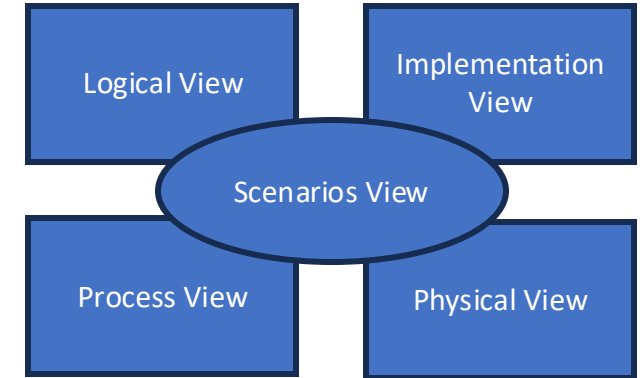 Logical View
Implementation
View
Scenarios View
Process View
Physical View